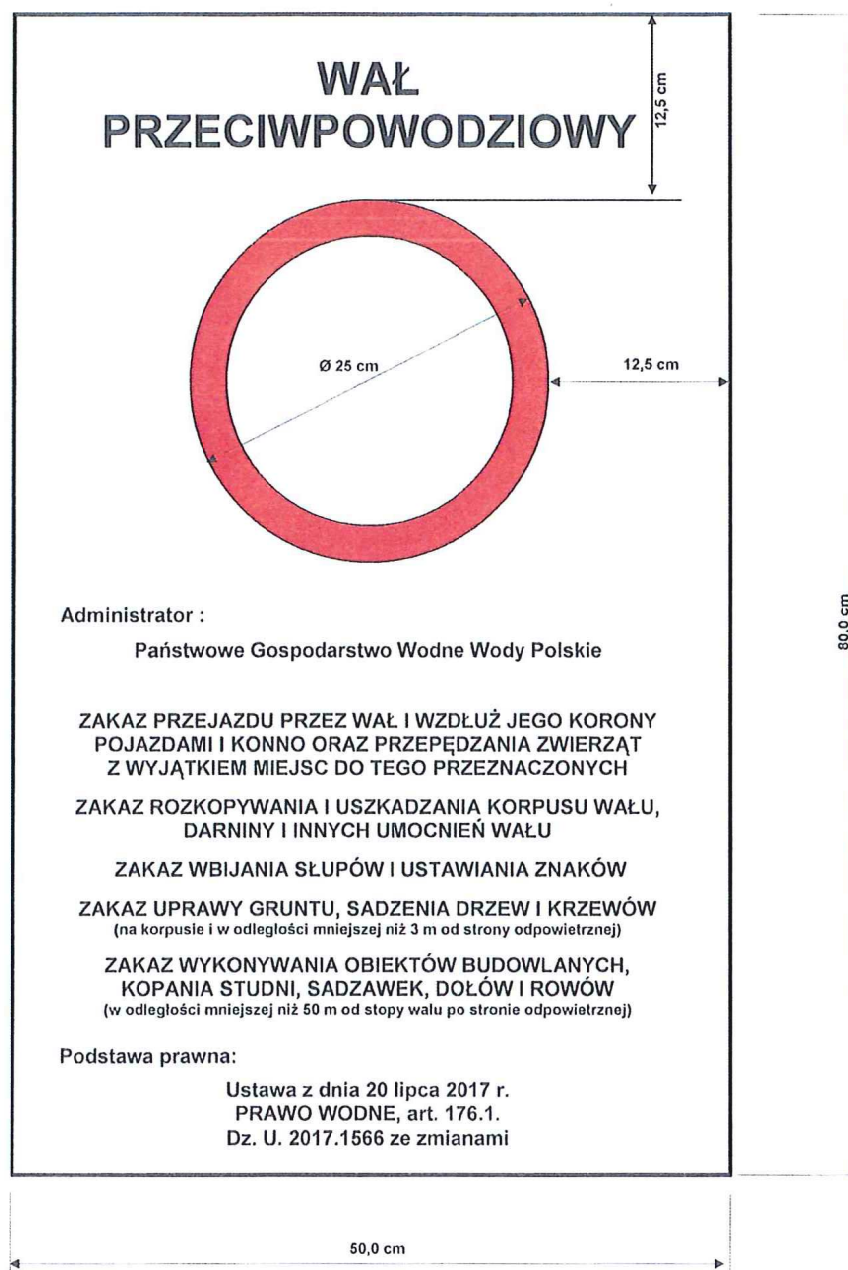 WAŁ
PRZECIWPOWODZIOWY
12,5 cm
Ø 25 cm
12,5 cm
80,0 cm
Administrator :
Państwowe Gospodarstwo Wodne Wody Polskie
ZAKAZ PRZEJAZDU PRZEZ WAŁ I WZDŁUŻ JEGO KORONY
POJAZDAMI I KONNO ORAZ PRZEPĘDZANIA ZWIERZĄT
Z WYJĄTKIEM MIEJSC DO TEGO PRZEZNACZONYCH
ZAKAZ ROZKOPYWANIA I USZKADZANIA KORPUSU WAŁU,
DARNINY I INNYCH UMOCNIEŃ WAŁU
ZAKAZ WBIJANIA SŁUPÓW I USTAWIANIA ZNAKÓW
ZAKAZ UPRAWY GRUNTU, SADZENIA DRZEW I KRZEWÓW
(na korpusie i w odległości mniejszej niż 3 m od strony odpowietrznej)
ZAKAZ WYKONYWANIA OBIEKTÓW BUDOWLANYCH,
KOPANIA STUDNI, SADZAWEK, DOŁÓW I ROWÓW
(w odległości mniejszej niż 50 m od stopy wału po stronie odpowietrznej)
Podstawa prawna:
Ustawa z dnia 20 lipca 2017 r.
PRAWO WODNE, art. 176.1.
Dz. U. 2017.1566 ze zmianami
50,0 cm